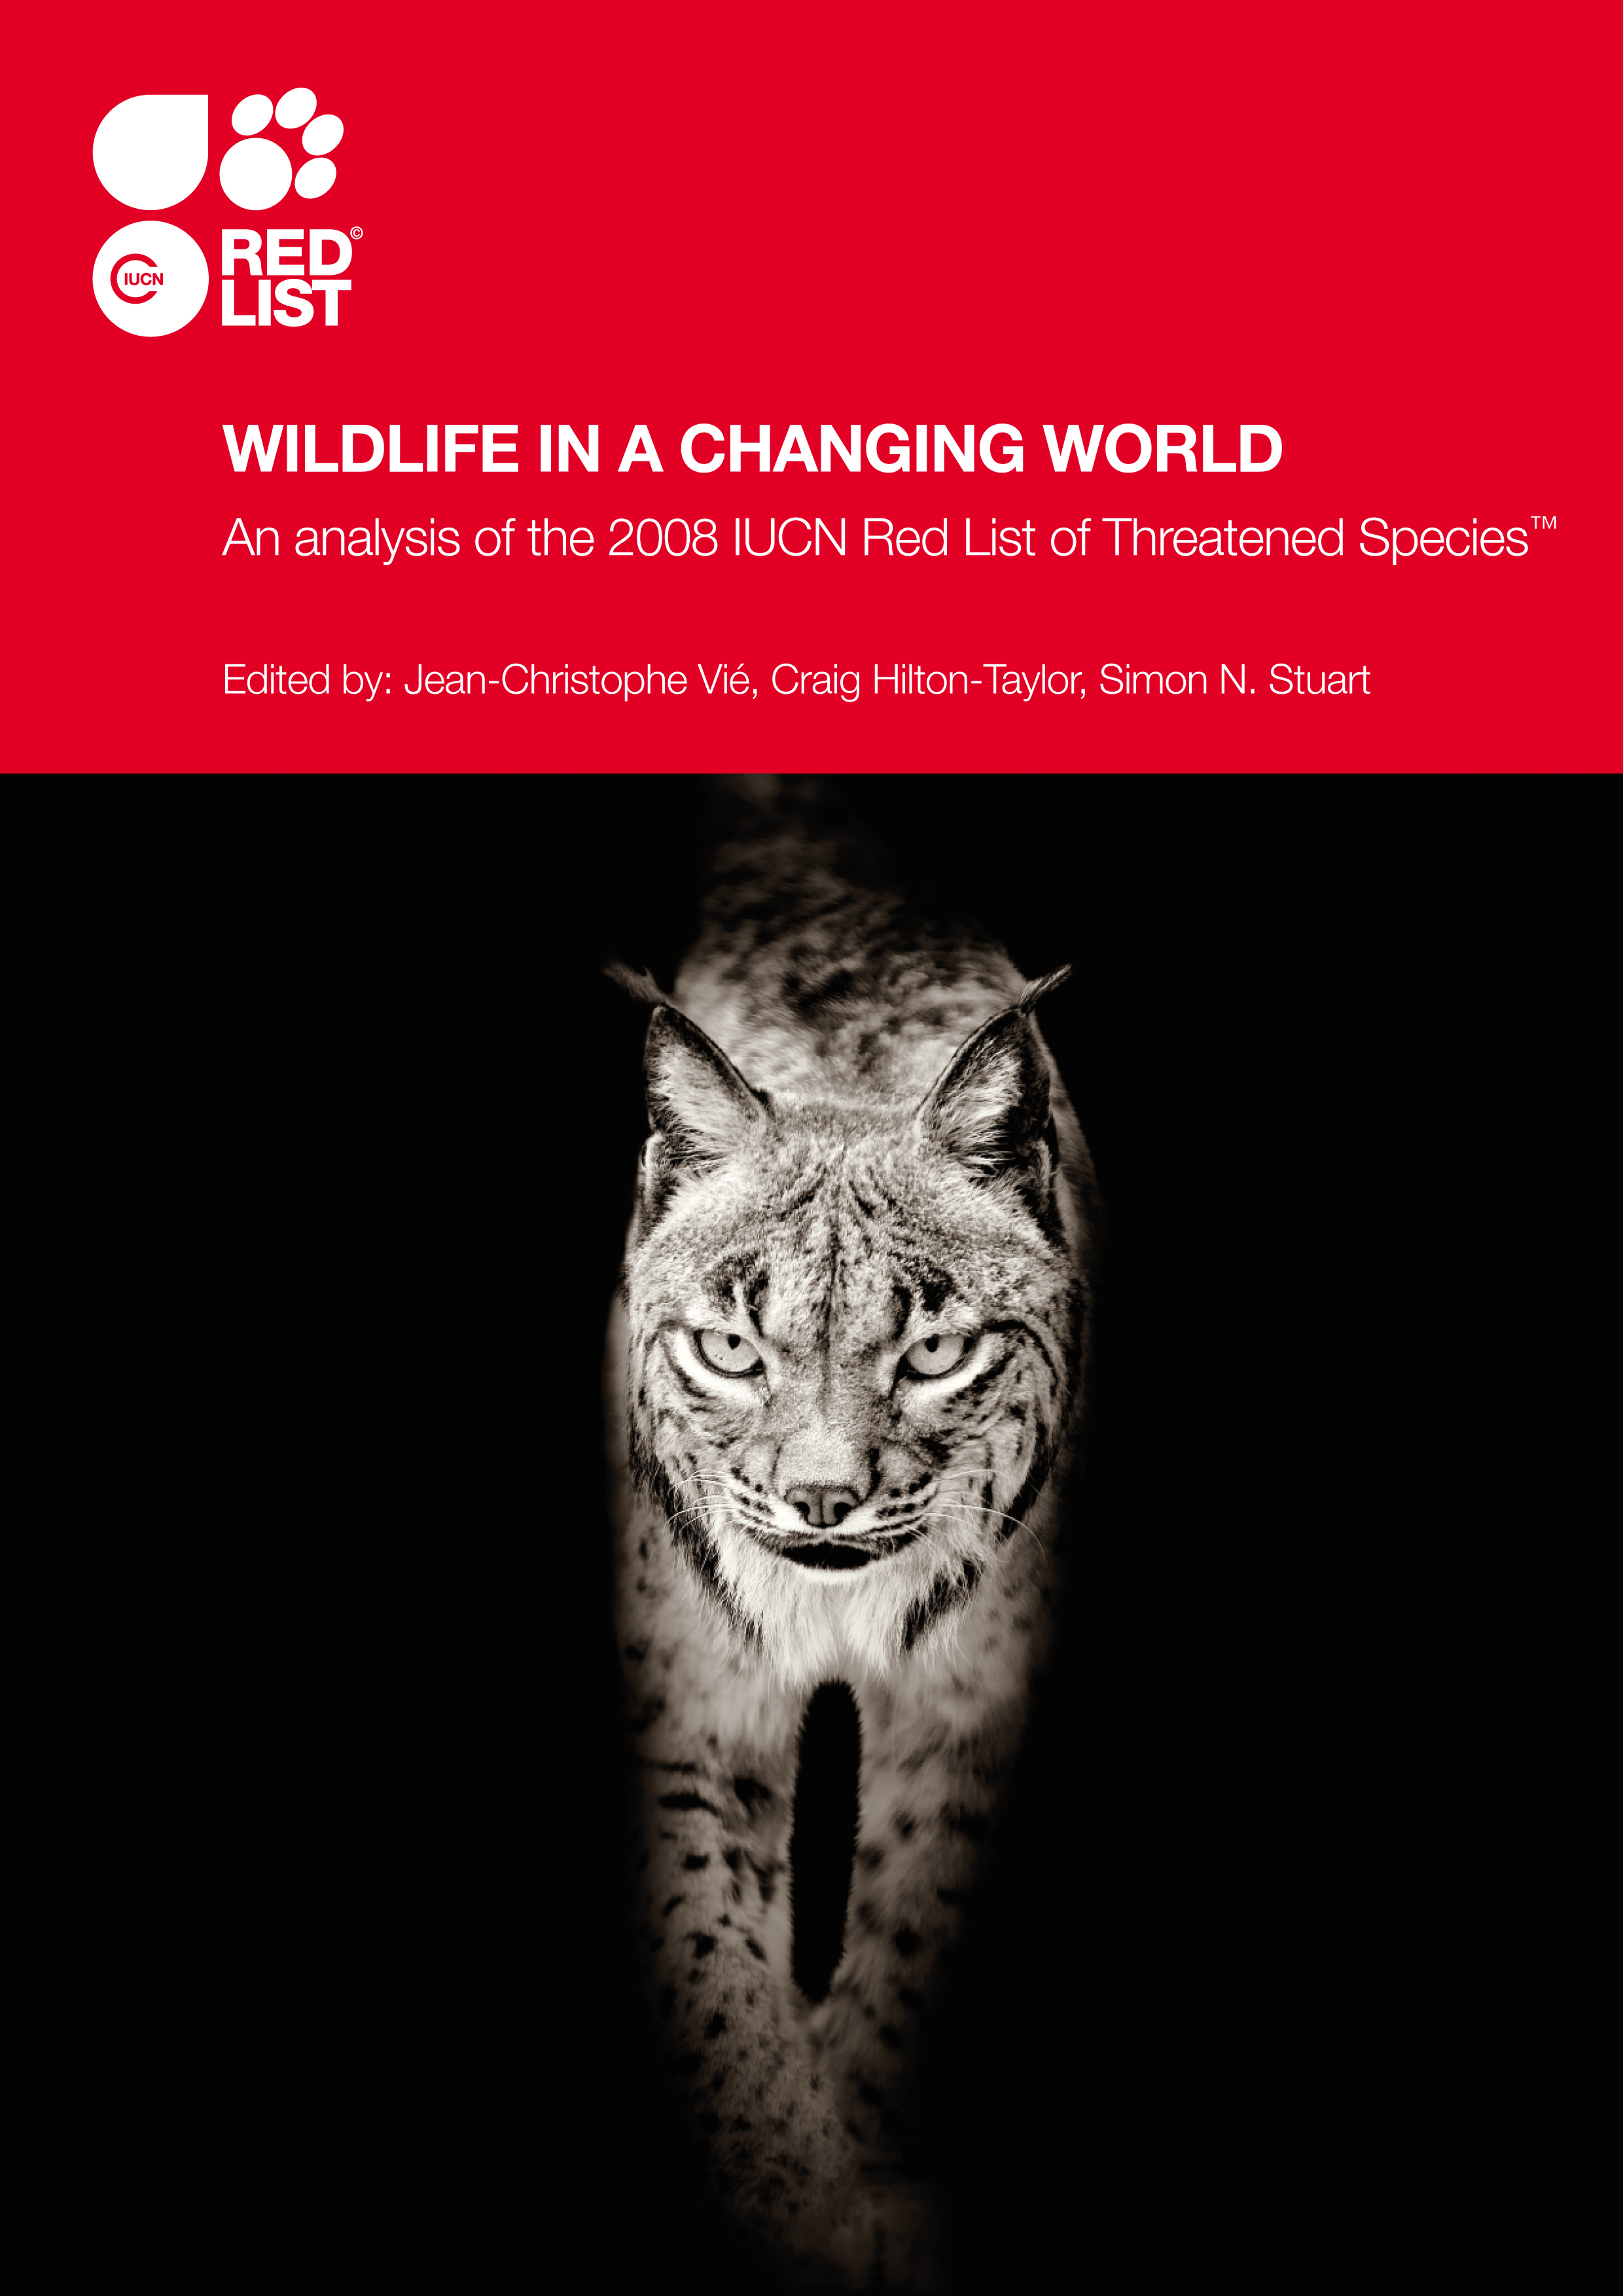 IUCN
RED©
LIST
WILDLIFE IN A CHANGING WORLD
An analysis of the 2008 IUCN Red List of Threatened Species™
Edited by: Jean-Christophe Vié, Craig Hilton-Taylor, Simon N. Stuart